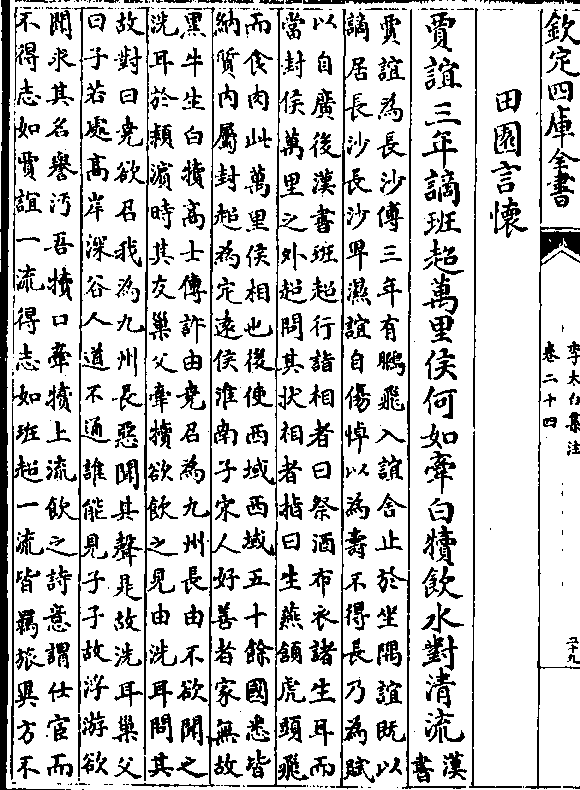 欽定四庫全書
李太白集注
卷二十四
二十九
田園言懷
賈誼三年謫班超萬里侯何如牽白犢飲水對清流
漢
書
賈誼為長沙傅三年有鵩飛入誼舍止於坐隅誼既以
謫居長沙長沙卑濕誼自傷悼以為壽不得長乃為賦
以自廣後漢書班超行詣相者曰祭酒布衣諸生耳而
當封侯萬里之外超問其狀相者指曰生燕頷虎頭飛
而食肉此萬里侯相也後使西域西域五十餘國悉皆
納質内屬封超為定遠侯淮南子宋人好善者家無故
黑牛生白犢高士傳許由堯召為九州長由不欲聞之
洗耳於潁濱時其友巢父牽犢欲飲之見由洗耳問其
故對曰堯欲召我為九州長惡聞其聲是故洗耳巢父
曰子若處高岸深谷人道不通誰能見子子故浮游欲
聞求其名譽汚吾犢口牽犢上流飲之詩意謂仕宦而
不得志如賈誼一流得志如班超一流皆羈旅異方不